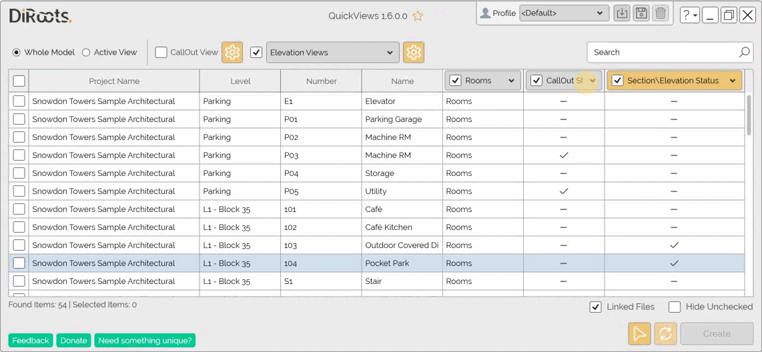 DiRoots.
QuickViews 1.6.0.0
Profile <Default>
?
Whole Model Active View CallOut View Elevation Views Search
Project Name Level Number Name Rooms CallOut Section\Elevation Status
Snowdon Towers Sample Architectural Parking E1 Elevator Rooms – –
Snowdon Towers Sample Architectural Parking P01 Parking Garage Rooms – –
Snowdon Towers Sample Architectural Parking P02 Machine RM Rooms – –
Snowdon Towers Sample Architectural Parking P03 Machine RM Rooms ✓ –
Snowdon Towers Sample Architectural Parking P04 Storage Rooms – –
Snowdon Towers Sample Architectural Parking P05 Utility Rooms ✓ –
Snowdon Towers Sample Architectural L1 - Block 35 101 Café Rooms – –
Snowdon Towers Sample Architectural L1 - Block 35 102 Café Kitchen Rooms – –
Snowdon Towers Sample Architectural L1 - Block 35 103 Outdoor Covered Di Rooms – ✓
Snowdon Towers Sample Architectural L1 - Block 35 104 Pocket Park Rooms – ✓
Snowdon Towers Sample Architectural L1 - Block 35 S1 Stair Rooms – –
Found Items: 54 | Selected Items: 0
Linked Files Hide Unchecked
Feedback Donate Need something unique?
Create